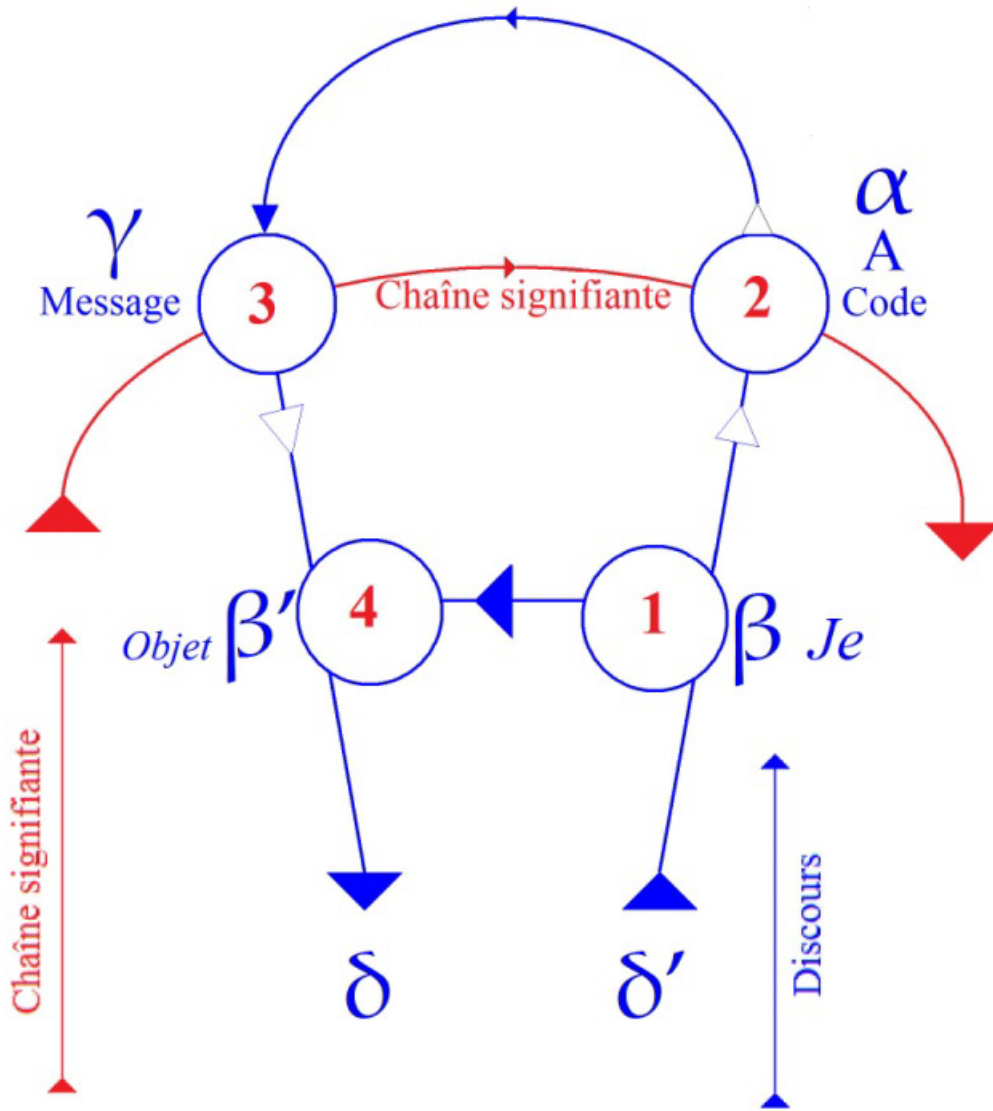 γ
α
A
Message
3
Chaîne signifiante
2
Code
Objet β′
4
1
β Je
Chaîne signifiante
Discours
δ
δ′